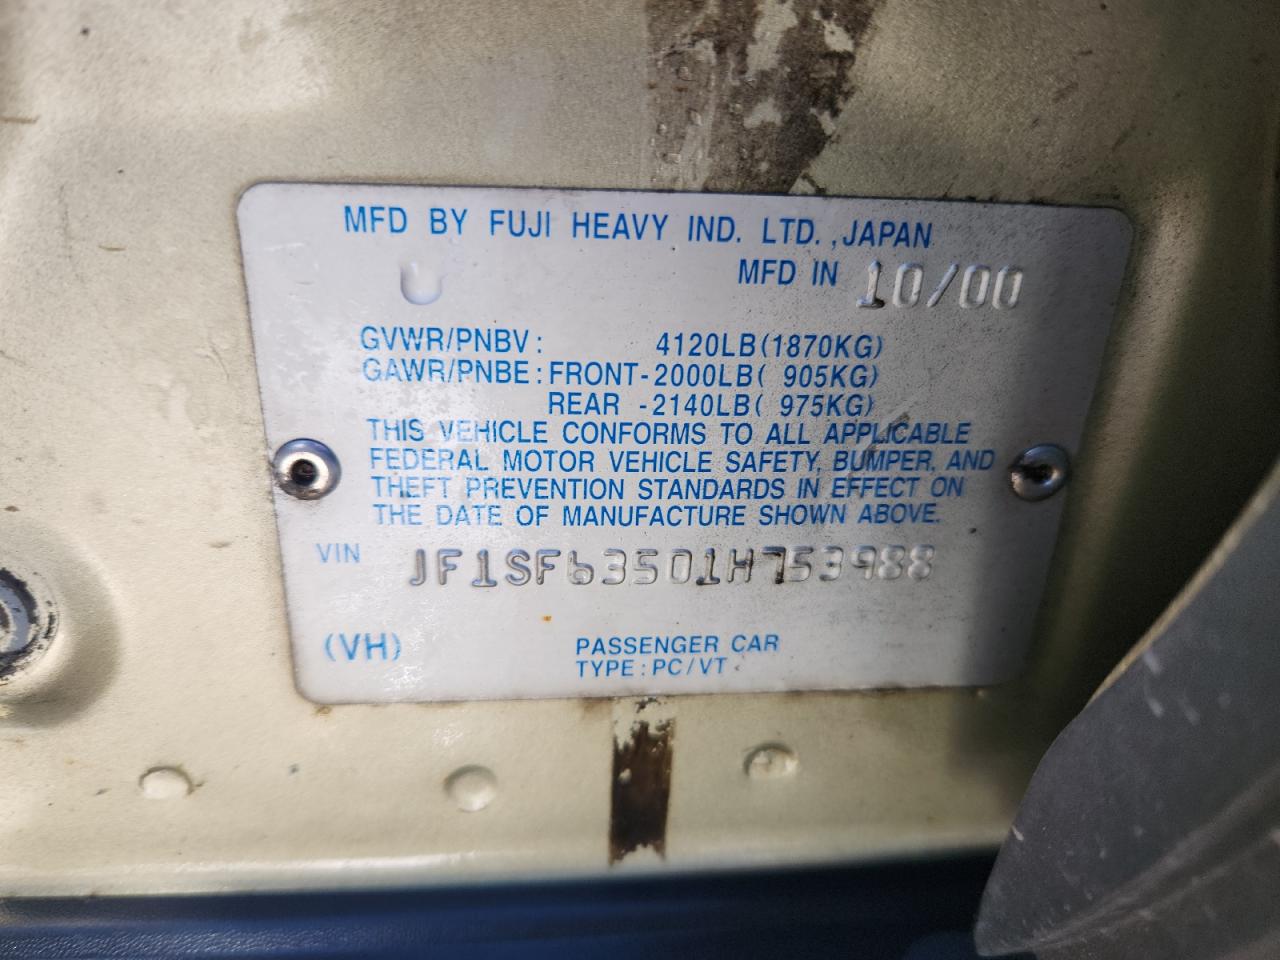 MFD BY FUJI HEAVY IND. LTD.,JAPAN
U
MFD IN 10/00
GVWR/PNBV: 4120LB(1870KG)
GAWR/PNBE:FRONT-2000LB( 905KG)
REAR -2140LB( 975KG)
THIS VEHICLE CONFORMS TO ALL APPLICABLE
FEDERAL MOTOR VEHICLE SAFETY, BUMPER, AND
THEFT PREVENTION STANDARDS IN EFFECT ON
THE DATE OF MANUFACTURE SHOWN ABOVE.
VIN JF1SF63501H753988
(VH) PASSENGER CAR
TYPE:PC/VT